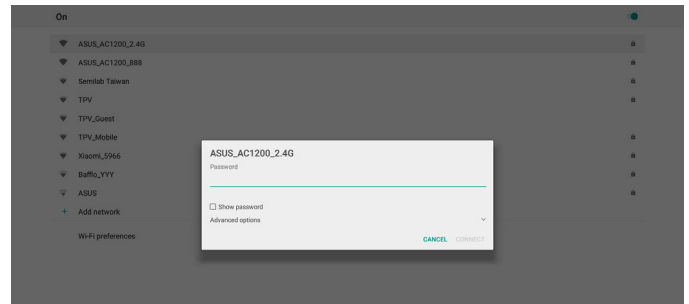 On
ASUS_AC1200_2.4G
ASUS_AC1200_888
Semilab Taiwan
TPV
TPV_Guest
TPV_Mobile
Xiaomi_5966
Baffio_YYY
ASUS
Add network
Wi-Fi preferences
ASUS_AC1200_2.4G
Password
Show password
Advanced options
CANCEL CONNECT